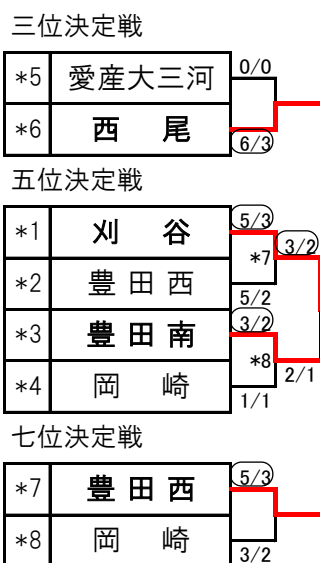 三位決定戦
*5 愛産大三河 0/0
*6 西尾 6/3
五位決定戦
*1 刈谷 5/3
*7 3/2
*2 豊田西 5/2
*3 豊田南 3/2
*8 2/1
*4 岡崎 1/1
七位決定戦
*7 豊田西 5/3
*8 岡崎 3/2